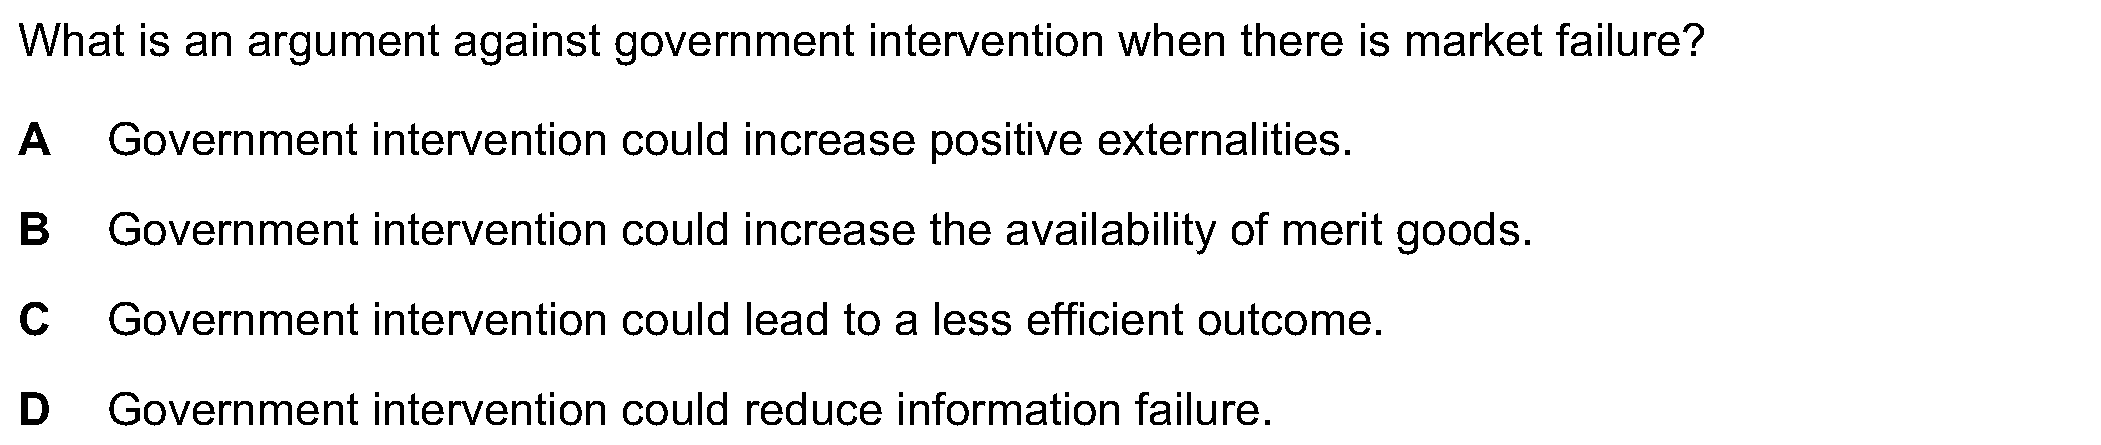 What is an argument against government intervention when there is market failure?
A Government intervention could increase positive externalities.
B Government intervention could increase the availability of merit goods.
C Government intervention could lead to a less efficient outcome.
D Government intervention could reduce information failure.